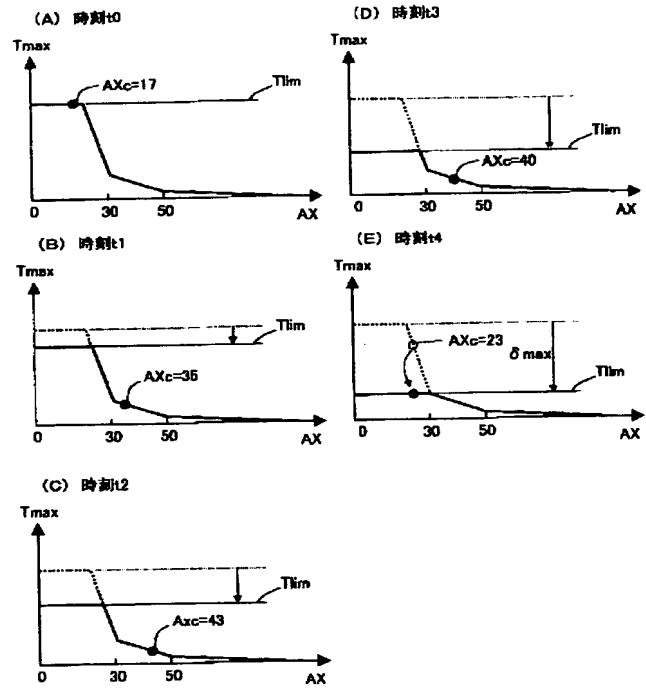 (A) 時刻t0
Tmax
AXc=17
Tlim
0 30 50 AX
(B) 時刻t1
Tmax
Tlim
AXc=35
0 30 50 AX
(C) 時刻t2
Tmax
Tlim
Axc=43
0 30 50 AX
(D) 時刻t3
Tmax
Tlim
AXc=40
0 30 50 AX
(E) 時刻t4
Tmax
AXc=23
δmax
Tlim
0 30 50 AX